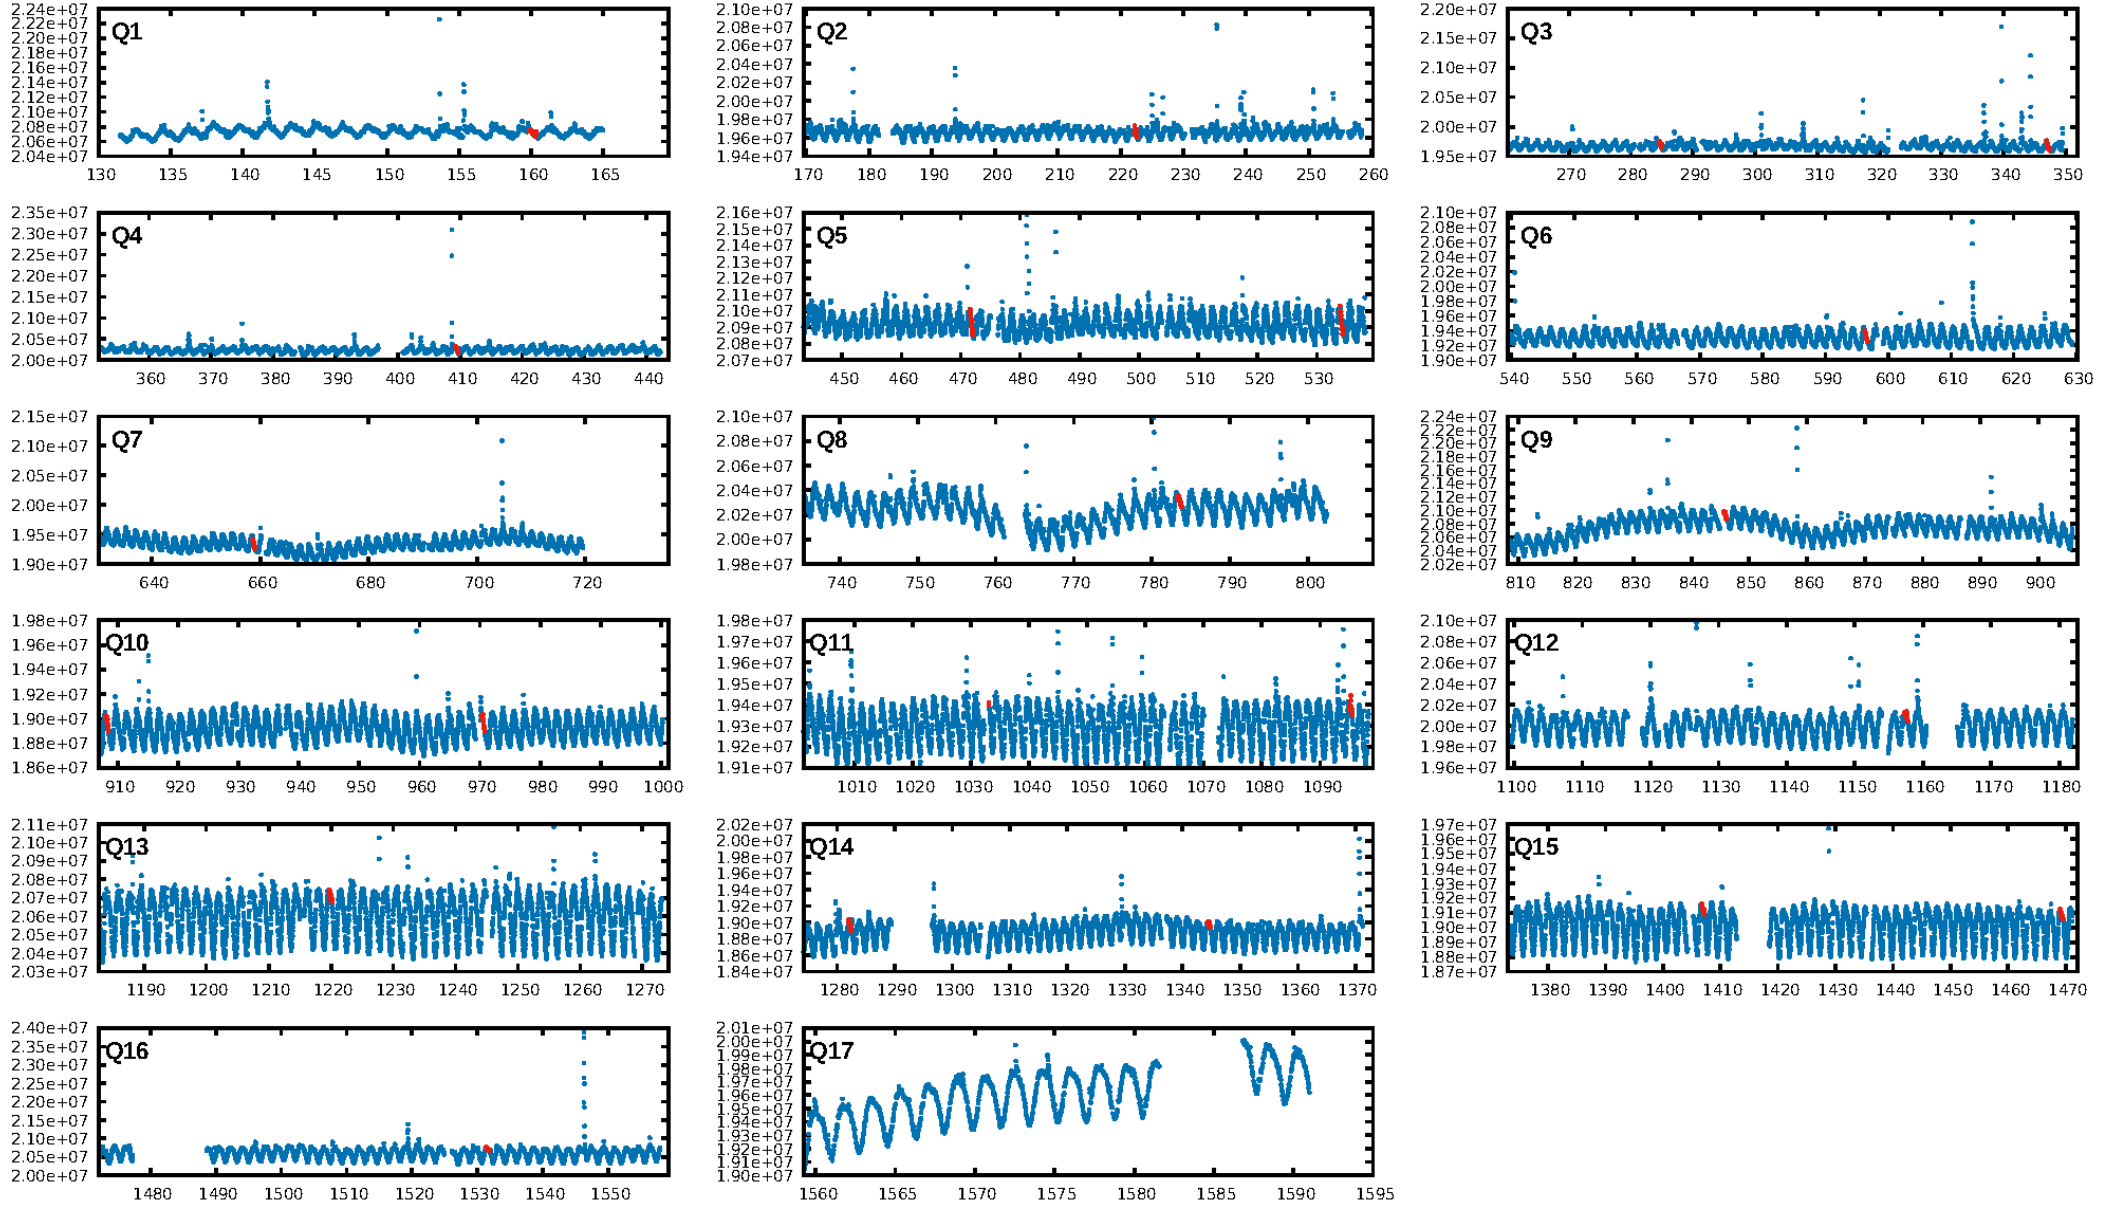 2.24e+07
2.22e+07
2.20e+07
2.18e+07
2.16e+07
2.14e+07
2.12e+07
2.10e+07
2.08e+07
2.06e+07
2.04e+07
Q1
130 135 140 145 150 155 160 165
2.10e+07
2.08e+07
2.06e+07
2.04e+07
2.02e+07
2.00e+07
1.98e+07
1.96e+07
1.94e+07
Q2
170 180 190 200 210 220 230 240 250 260
2.20e+07
2.15e+07
2.10e+07
2.05e+07
2.00e+07
1.95e+07
Q3
270 280 290 300 310 320 330 340 350
2.35e+07
2.30e+07
2.25e+07
2.20e+07
2.15e+07
2.10e+07
2.05e+07
2.00e+07
Q4
360 370 380 390 400 410 420 430 440
2.16e+07
2.15e+07
2.14e+07
2.13e+07
2.12e+07
2.11e+07
2.10e+07
2.09e+07
2.08e+07
2.07e+07
Q5
450 460 470 480 490 500 510 520 530
2.10e+07
2.08e+07
2.06e+07
2.04e+07
2.02e+07
2.00e+07
1.98e+07
1.96e+07
1.94e+07
1.92e+07
1.90e+07
Q6
540 550 560 570 580 590 600 610 620 630
2.15e+07
2.10e+07
2.05e+07
2.00e+07
1.95e+07
1.90e+07
Q7
640 660 680 700 720
2.10e+07
2.08e+07
2.06e+07
2.04e+07
2.02e+07
2.00e+07
1.98e+07
Q8
740 750 760 770 780 790 800
2.24e+07
2.22e+07
2.20e+07
2.18e+07
2.16e+07
2.14e+07
2.12e+07
2.10e+07
2.08e+07
2.06e+07
2.04e+07
2.02e+07
Q9
810 820 830 840 850 860 870 880 890 900
1.98e+07
1.96e+07
1.94e+07
1.92e+07
1.90e+07
1.88e+07
1.86e+07
Q10
910 920 930 940 950 960 970 980 990 1000
1.98e+07
1.97e+07
1.96e+07
1.95e+07
1.94e+07
1.93e+07
1.92e+07
1.91e+07
Q11
1010 1020 1030 1040 1050 1060 1070 1080 1090
2.10e+07
2.08e+07
2.06e+07
2.04e+07
2.02e+07
2.00e+07
1.98e+07
1.96e+07
Q12
1100 1110 1120 1130 1140 1150 1160 1170 1180
2.11e+07
2.10e+07
2.09e+07
2.08e+07
2.07e+07
2.06e+07
2.05e+07
2.04e+07
2.03e+07
Q13
1190 1200 1210 1220 1230 1240 1250 1260 1270
2.02e+07
2.00e+07
1.98e+07
1.96e+07
1.94e+07
1.92e+07
1.90e+07
1.88e+07
1.86e+07
1.84e+07
Q14
1280 1290 1300 1310 1320 1330 1340 1350 1360 1370
1.97e+07
1.96e+07
1.95e+07
1.94e+07
1.93e+07
1.92e+07
1.91e+07
1.90e+07
1.89e+07
1.88e+07
1.87e+07
Q15
1380 1390 1400 1410 1420 1430 1440 1450 1460 1470
2.40e+07
2.35e+07
2.30e+07
2.25e+07
2.20e+07
2.15e+07
2.10e+07
2.05e+07
2.00e+07
Q16
1480 1490 1500 1510 1520 1530 1540 1550
2.01e+07
2.00e+07
1.99e+07
1.98e+07
1.97e+07
1.96e+07
1.95e+07
1.94e+07
1.93e+07
1.92e+07
1.91e+07
1.90e+07
Q17
1560 1565 1570 1575 1580 1585 1590 1595